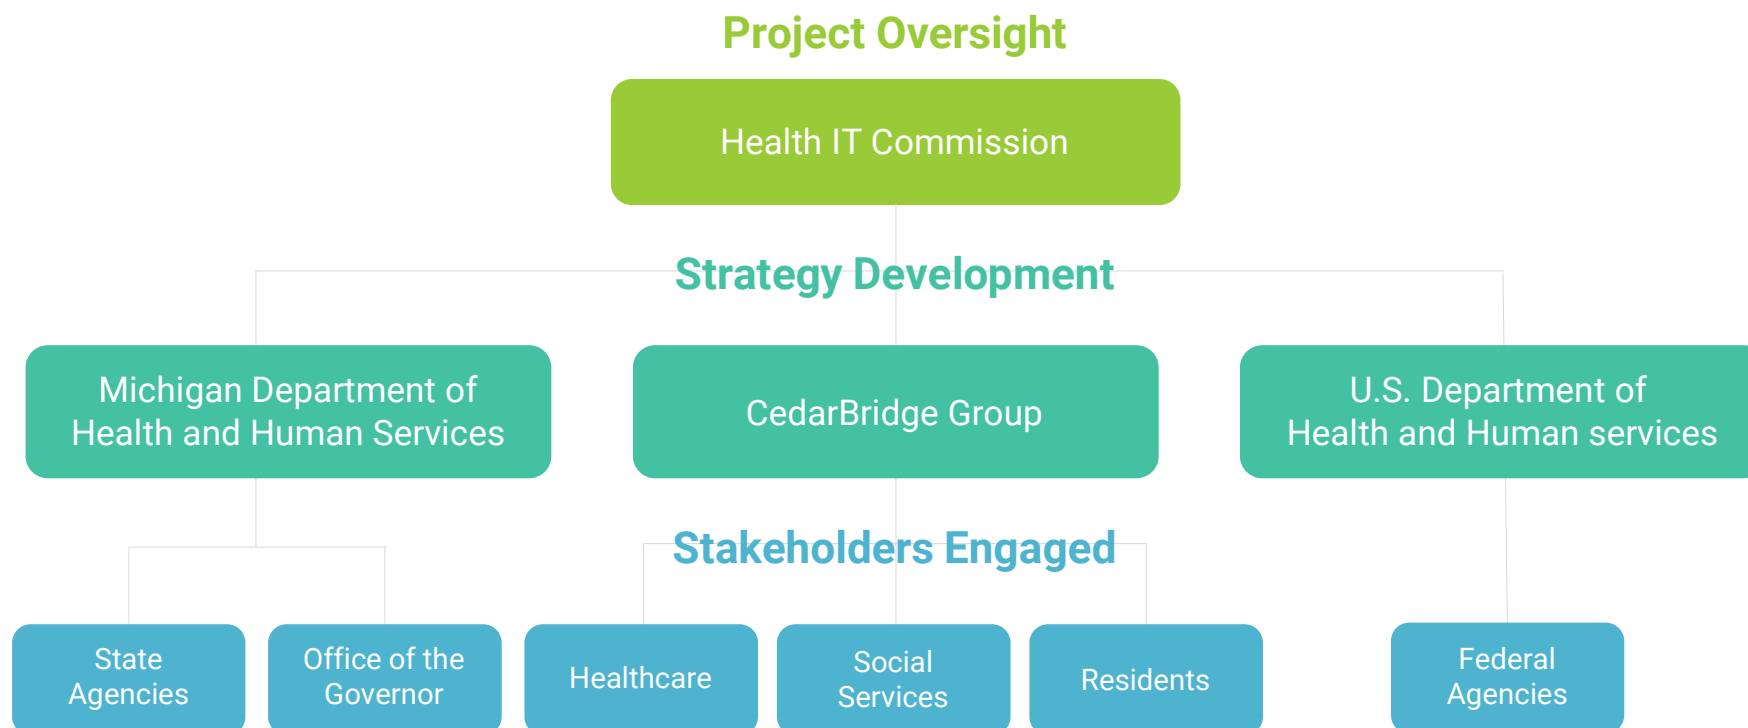 Project Oversight
Health IT Commission
Strategy Development
Michigan Department of
Health and Human Services
CedarBridge Group
U.S. Department of
Health and Human services
Stakeholders Engaged
State
Agencies
Office of the
Governor
Healthcare
Social
Services
Residents
Federal
Agencies